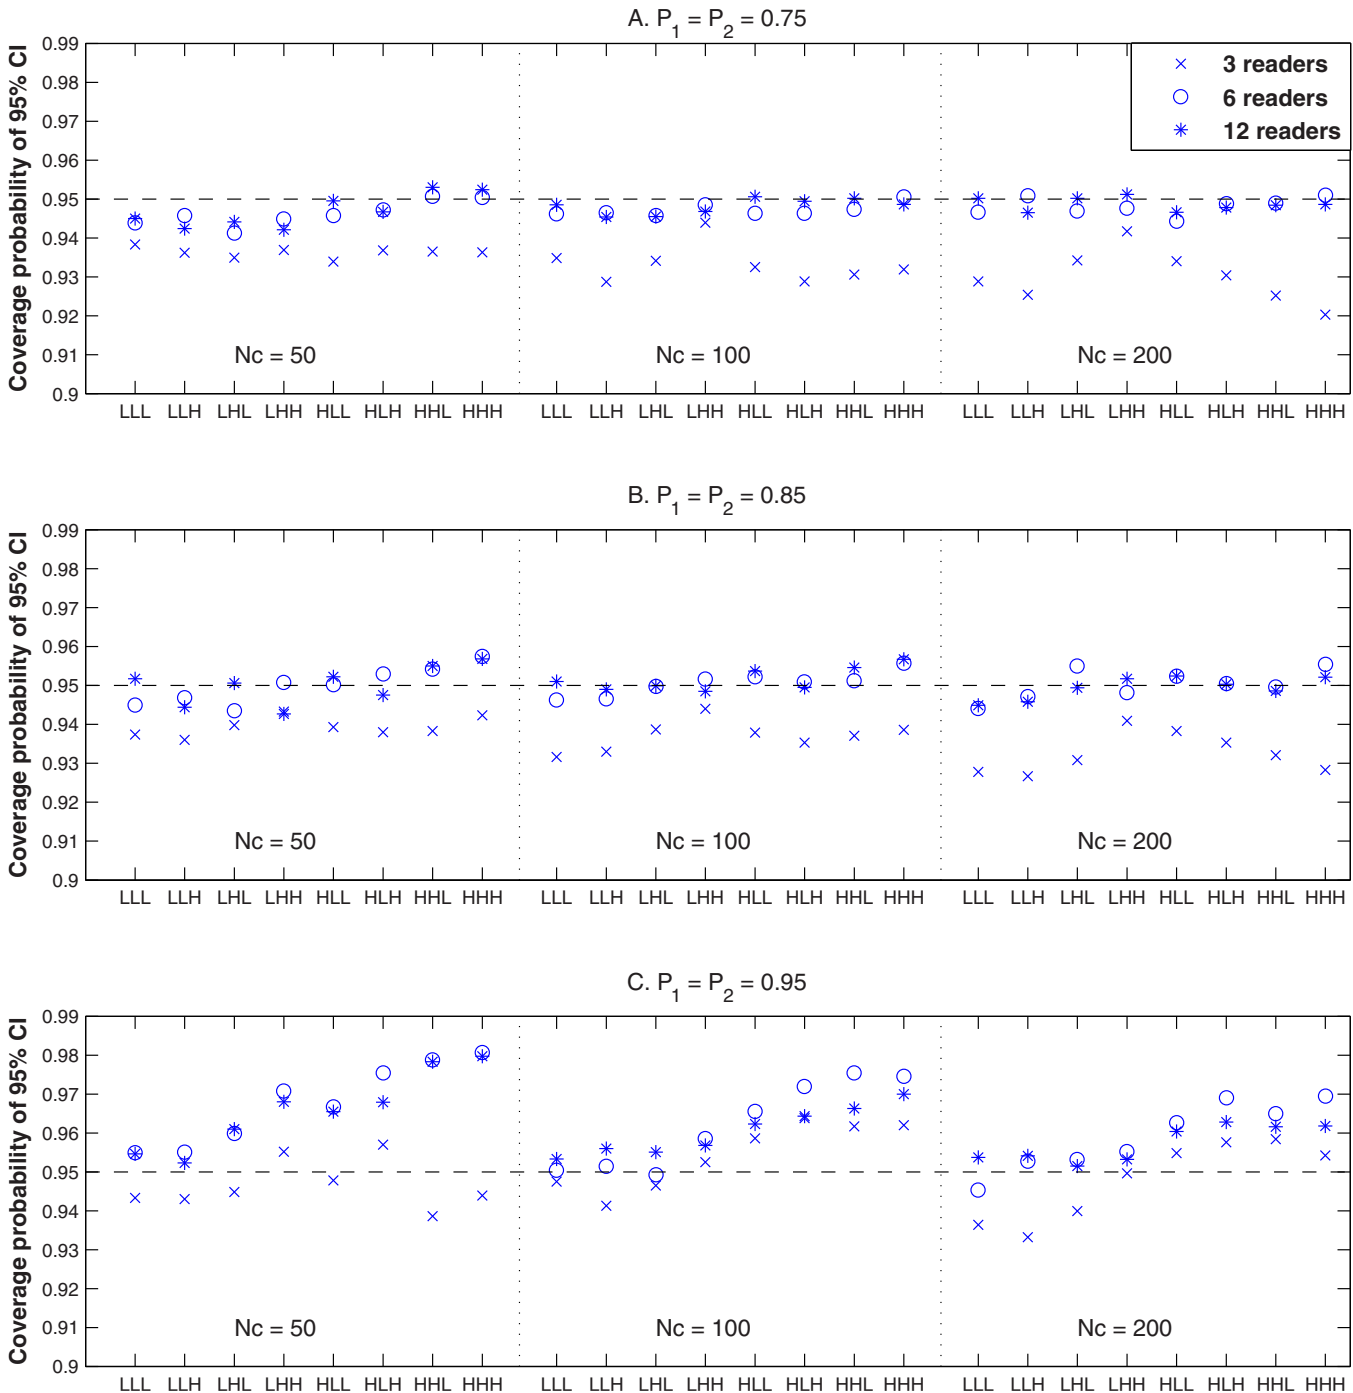 A. P1 = P2 = 0.75
Coverage probability of 95% CI
0.99
0.98
0.97
0.96
0.95
0.94
0.93
0.92
0.91
0.9
3 readers
6 readers
12 readers
Nc = 50 Nc = 100 Nc = 200
LLL LLH LHL LHH HLL HLH HHL HHH LLL LLH LHL LHH HLL HLH HHL HHH LLL LLH LHL LHH HLL HLH HHL HHH
B. P1 = P2 = 0.85
Coverage probability of 95% CI
0.99
0.98
0.97
0.96
0.95
0.94
0.93
0.92
0.91
0.9
Nc = 50 Nc = 100 Nc = 200
LLL LLH LHL LHH HLL HLH HHL HHH LLL LLH LHL LHH HLL HLH HHL HHH LLL LLH LHL LHH HLL HLH HHL HHH
C. P1 = P2 = 0.95
Coverage probability of 95% CI
0.99
0.98
0.97
0.96
0.95
0.94
0.93
0.92
0.91
0.9
Nc = 50 Nc = 100 Nc = 200
LLL LLH LHL LHH HLL HLH HHL HHH LLL LLH LHL LHH HLL HLH HHL HHH LLL LLH LHL LHH HLL HLH HHL HHH